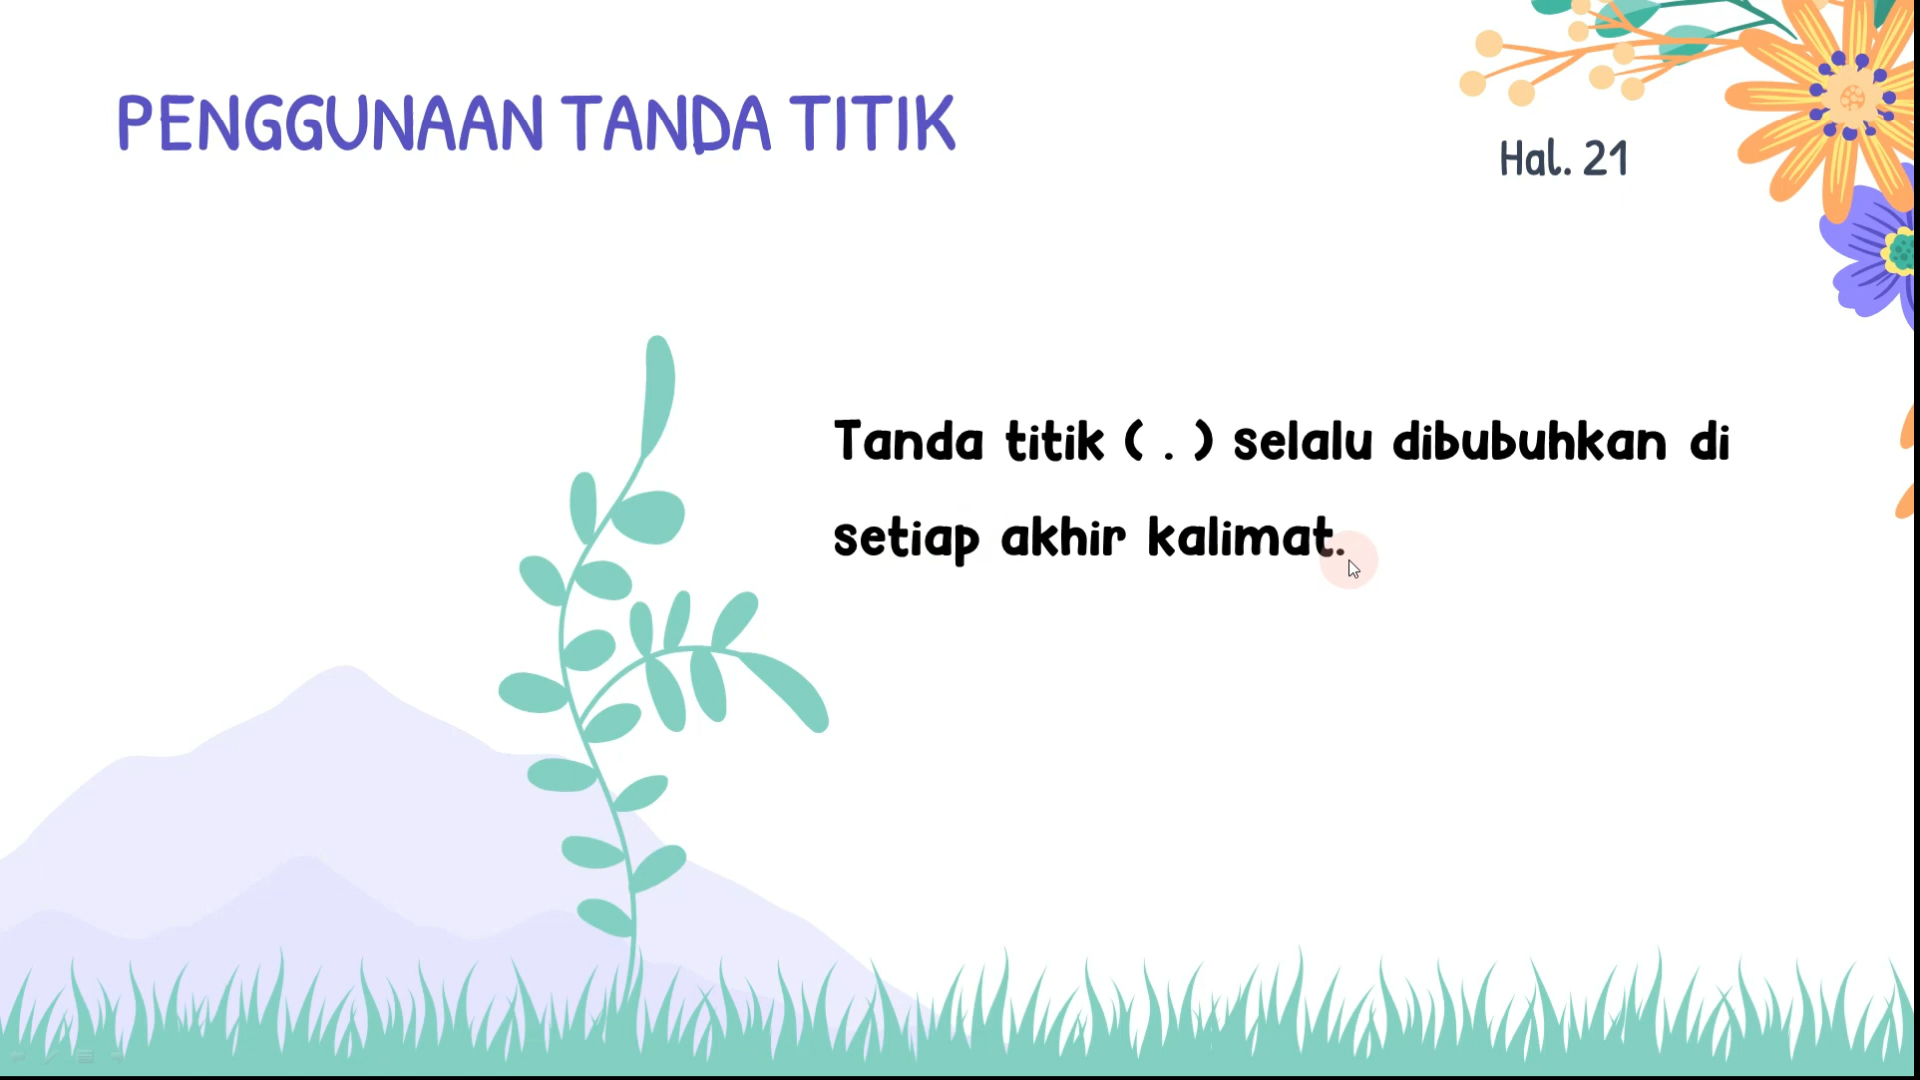 PENGGUNAAN TANDA TITIK
Hal. 21
Tanda titik ( . ) selalu dibubuhkan di
setiap akhir kalimat.